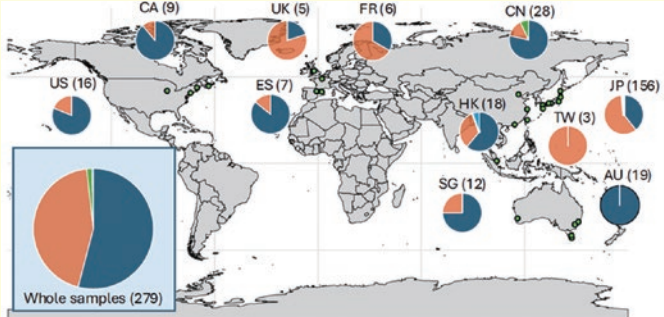 CA (9)
UK (5)
FR (6)
CN (28)
US (16)
ES (7)
HK (18)
JP (156)
TW (3)
SG (12)
AU (19)
Whole samples (279)